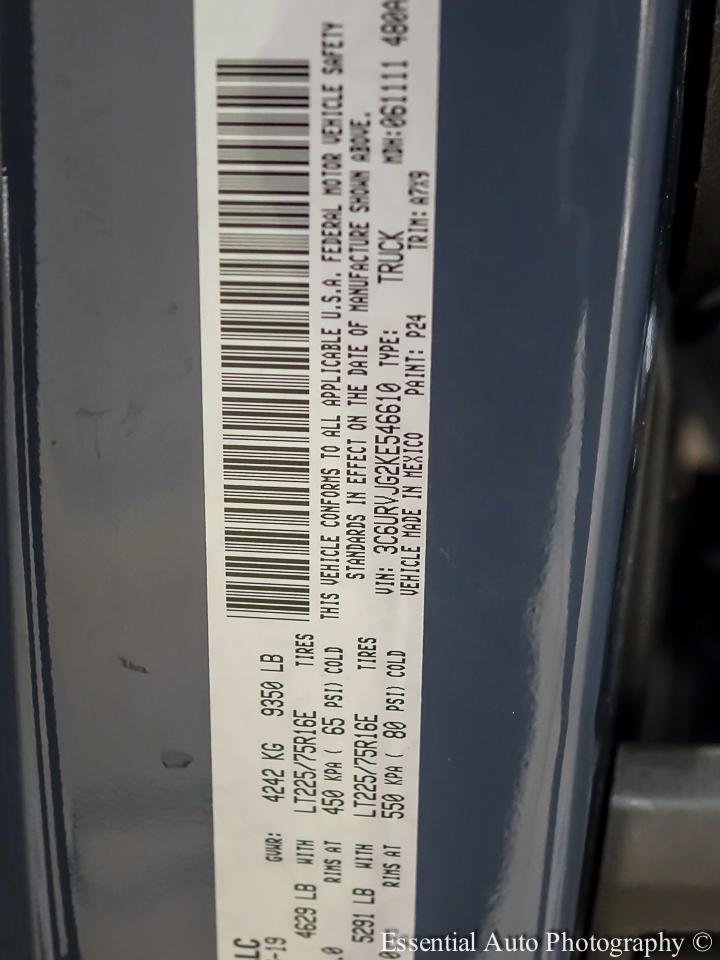 LC
-19 GVWR: 4242 KG 9350 LB
4629 LB WITH LT225/75R16E TIRES
.0 RIMS AT 450 KPA ( 65 PSI) COLD
5291 LB WITH LT225/75R16E TIRES
RIMS AT 550 KPA ( 80 PSI) COLD
THIS VEHICLE CONFORMS TO ALL APPLICABLE U.S.A. FEDERAL MOTOR VEHICLE SAFETY
STANDARDS IN EFFECT ON THE DATE OF MANUFACTURE SHOWN ABOVE.
VIN: 3C6URVJG2KE546610 TYPE: TRUCK MDH:061111 480A
VEHICLE MADE IN MEXICO PAINT: P24 TRIM: A7X9
Essential Auto Photography ©